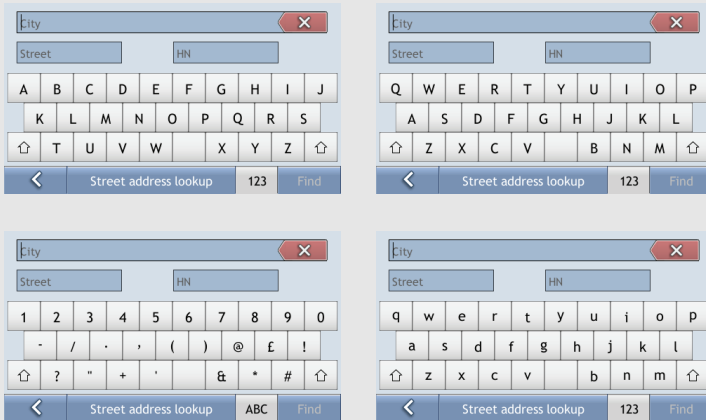 City
Street HN
A B C D E F G H I J
K L M N O P Q R S
T U V W X Y Z
Street address lookup 123 Find
City
Street HN
Q W E R T Y U I O P
A S D F G H J K L
Z X C V B N M
Street address lookup 123 Find
City
Street HN
1 2 3 4 5 6 7 8 9 0
- / . , ( ) @ £ !
? " + ' & * #
Street address lookup ABC Find
City
Street HN
q w e r t y u i o p
a s d f g h j k l
z x c v b n m
Street address lookup 123 Find